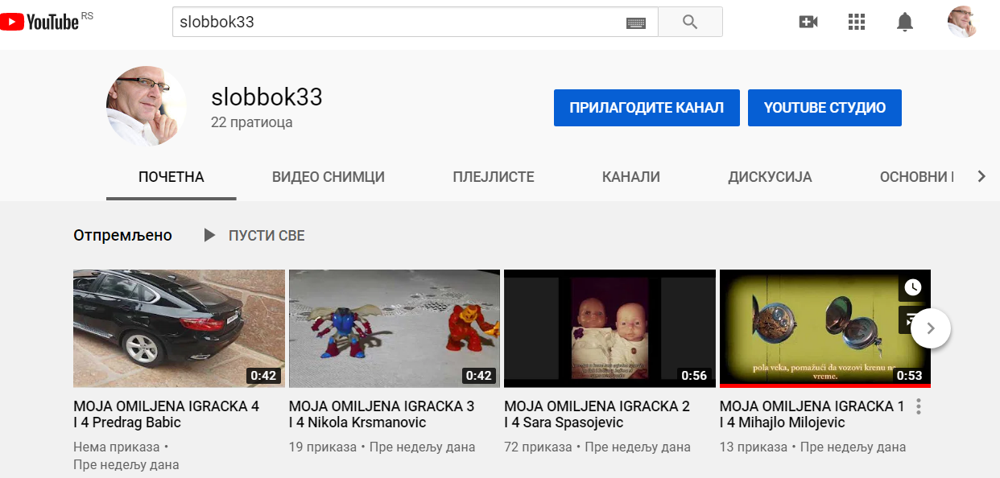 YouTube RS
slobbok33
slobbok33
22 пратиоца
ПРИЛАГОДИТЕ КАНАЛ
YOUTUBE СТУДИО
ПОЧЕТНА
ВИДЕО СНИМЦИ
ПЛЕЈЛИСТЕ
КАНАЛИ
ДИСКУСИЈА
ОСНОВНИ
Отпремљено
ПУСТИ СВЕ
0:42
0:42
0:56
pola veka, pomažući da vozovi krenu na
vreme.
0:53
MOJA OMILJENA IGRACKA 4
I 4 Predrag Babic
Нема приказа •
Пре недељу дана
MOJA OMILJENA IGRACKA 3
I 4 Nikola Krsmanovic
19 приказа • Пре недељу дана
MOJA OMILJENA IGRACKA 2
I 4 Sara Spasojevic
72 приказа • Пре недељу дана
MOJA OMILJENA IGRACKA 1
I 4 Mihajlo Milojevic
13 приказа • Пре недељу дана